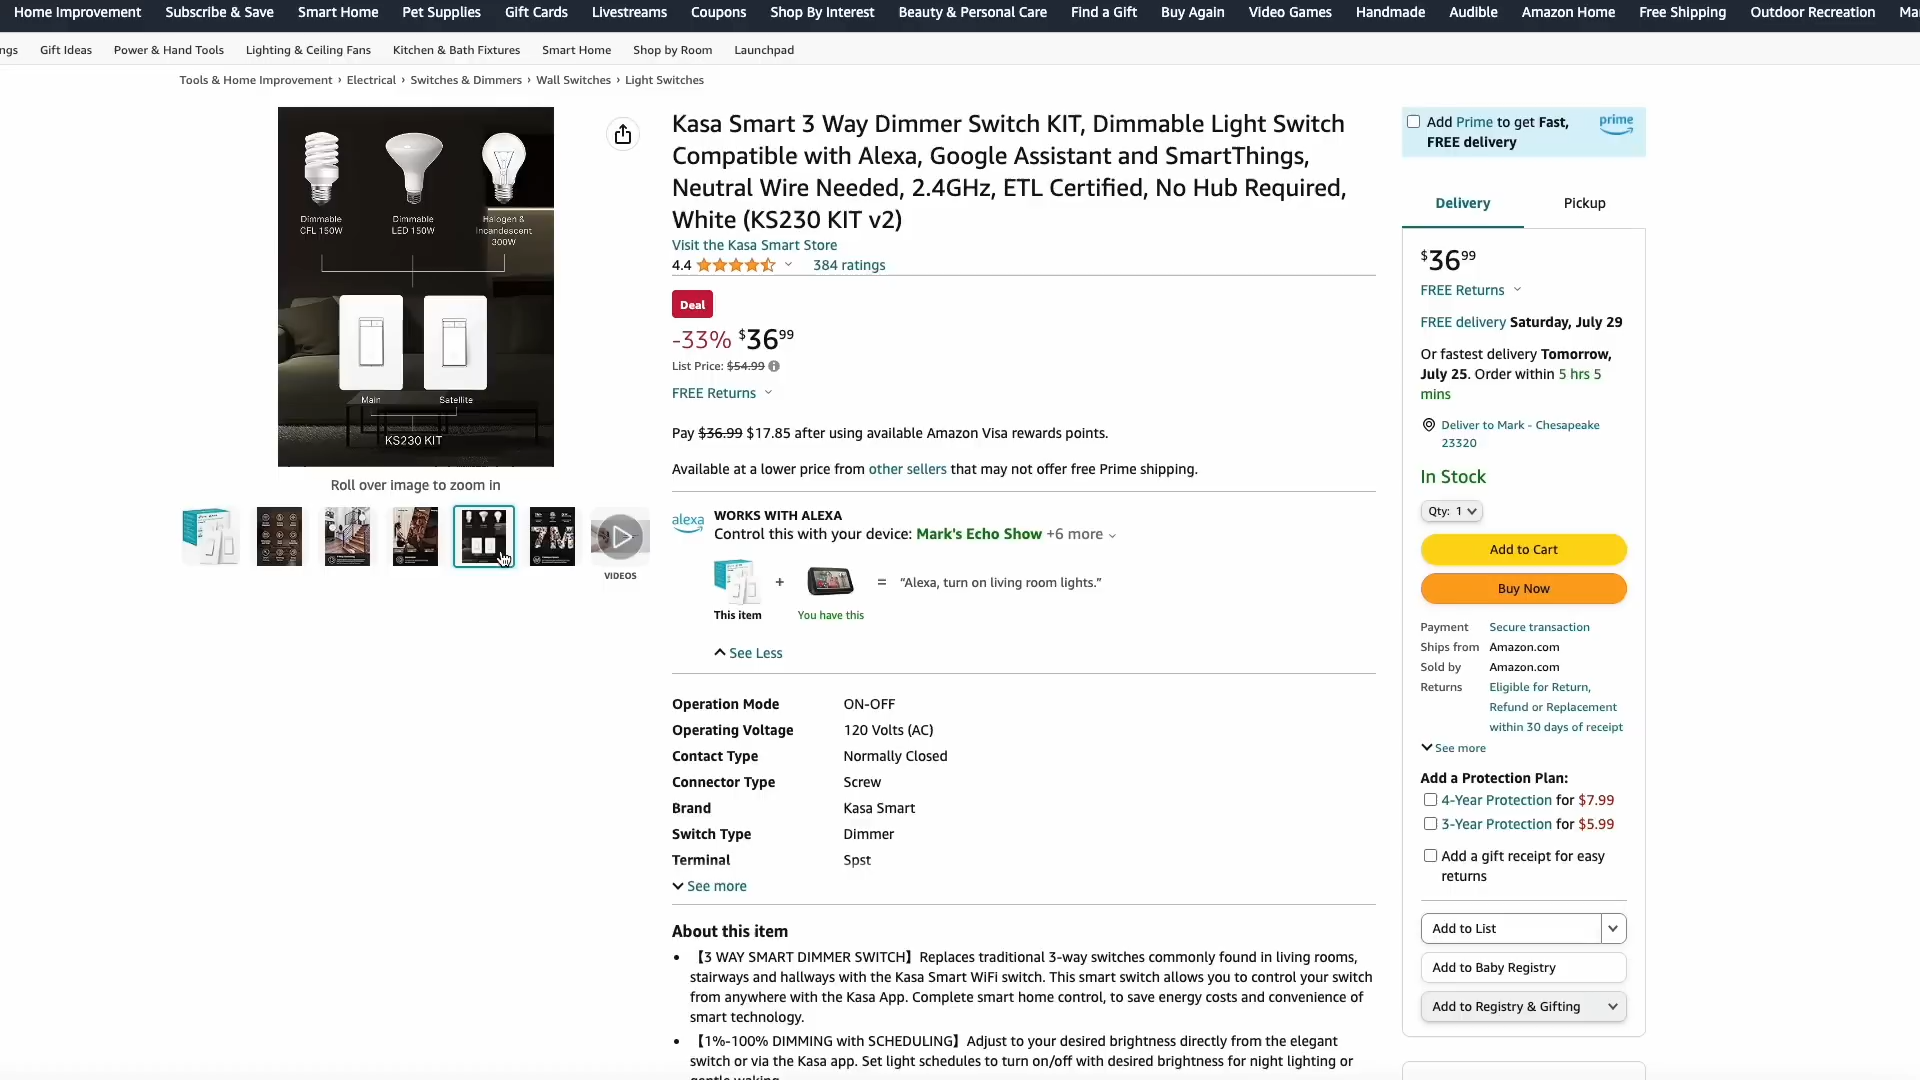 Home Improvement Subscribe & Save Smart Home Pet Supplies Gift Cards Livestreams Coupons Shop By Interest Beauty & Personal Care Find a Gift Buy Again Video Games Handmade Audible Amazon Home Free Shipping Outdoor Recreation
Gift Ideas Power & Hand Tools Lighting & Ceiling Fans Kitchen & Bath Fixtures Smart Home Shop by Room Launchpad
Tools & Home Improvement › Electrical › Switches & Dimmers › Wall Switches › Light Switches
Dimmable CFL 150W
Dimmable LED 150W
Halogen & Incandescent 300W
Main
Satellite
KS230 KIT
Roll over image to zoom in
7M
VIDEOS
Kasa Smart 3 Way Dimmer Switch KIT, Dimmable Light Switch
Compatible with Alexa, Google Assistant and SmartThings,
Neutral Wire Needed, 2.4GHz, ETL Certified, No Hub Required,
White (KS230 KIT v2)
Visit the Kasa Smart Store
4.4 384 ratings
Deal
-33% $3699
List Price: $54.99
FREE Returns
Pay $36.99 $17.85 after using available Amazon Visa rewards points.
Available at a lower price from other sellers that may not offer free Prime shipping.
alexa
WORKS WITH ALEXA
Control this with your device: Mark's Echo Show +6 more
+ = “Alexa, turn on living room lights.”
This item You have this
See Less
Operation Mode ON-OFF
Operating Voltage 120 Volts (AC)
Contact Type Normally Closed
Connector Type Screw
Brand Kasa Smart
Switch Type Dimmer
Terminal Spst
See more
About this item
• 【3 WAY SMART DIMMER SWITCH】Replaces traditional 3-way switches commonly found in living rooms,
stairways and hallways with the Kasa Smart WiFi switch. This smart switch allows you to control your switch
from anywhere with the Kasa App. Complete smart home control, to save energy costs and convenience of
smart technology.
• 【1%-100% DIMMING with SCHEDULING】Adjust to your desired brightness directly from the elegant
switch or via the Kasa app. Set light schedules to turn on/off with desired brightness for night lighting or
Add Prime to get Fast,
FREE delivery
prime
Delivery Pickup
$3699
FREE Returns
FREE delivery Saturday, July 29
Or fastest delivery Tomorrow,
July 25. Order within 5 hrs 5
mins
Deliver to Mark - Chesapeake
23320
In Stock
Qty: 1
Add to Cart
Buy Now
Payment Secure transaction
Ships from Amazon.com
Sold by Amazon.com
Returns Eligible for Return,
Refund or Replacement
within 30 days of receipt
See more
Add a Protection Plan:
4-Year Protection for $7.99
3-Year Protection for $5.99
Add a gift receipt for easy
returns
Add to List
Add to Baby Registry
Add to Registry & Gifting